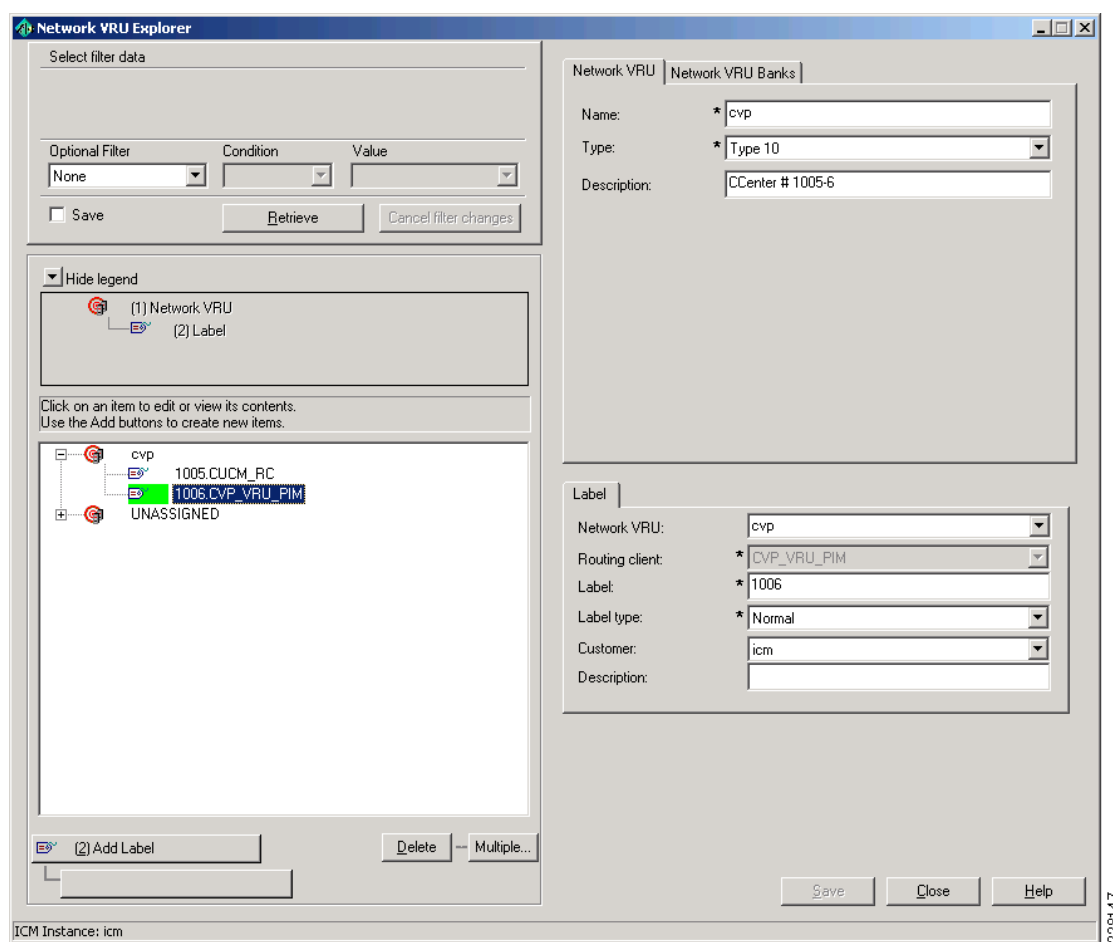 Network VRU Explorer
Select filter data
Optional Filter Condition Value
None
Save Retrieve Cancel filter changes
Hide legend
(1) Network VRU
(2) Label
Click on an item to edit or view its contents.
Use the Add buttons to create new items.
cvp
1005.CUCM_RC
1006.CVP_VRU_PIM
UNASSIGNED
(2) Add Label Delete Multiple...
Network VRU Network VRU Banks
Name: * cvp
Type: * Type 10
Description: CCenter # 1005-6
Label
Network VRU: cvp
Routing client: * CVP_VRU_PIM
Label: * 1006
Label type: * Normal
Customer: icm
Description:
Save Close Help
ICM Instance: icm